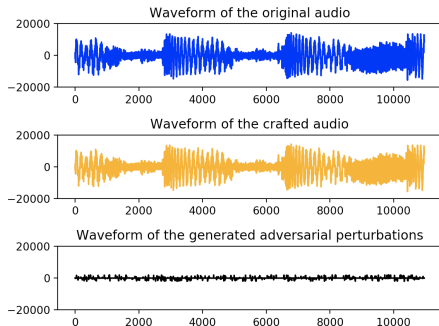 Waveform of the original audio
20000
0
−20000
0 2000 4000 6000 8000 10000
Waveform of the crafted audio
20000
0
−20000
0 2000 4000 6000 8000 10000
Waveform of the generated adversarial perturbations
20000
0
−20000
0 2000 4000 6000 8000 10000